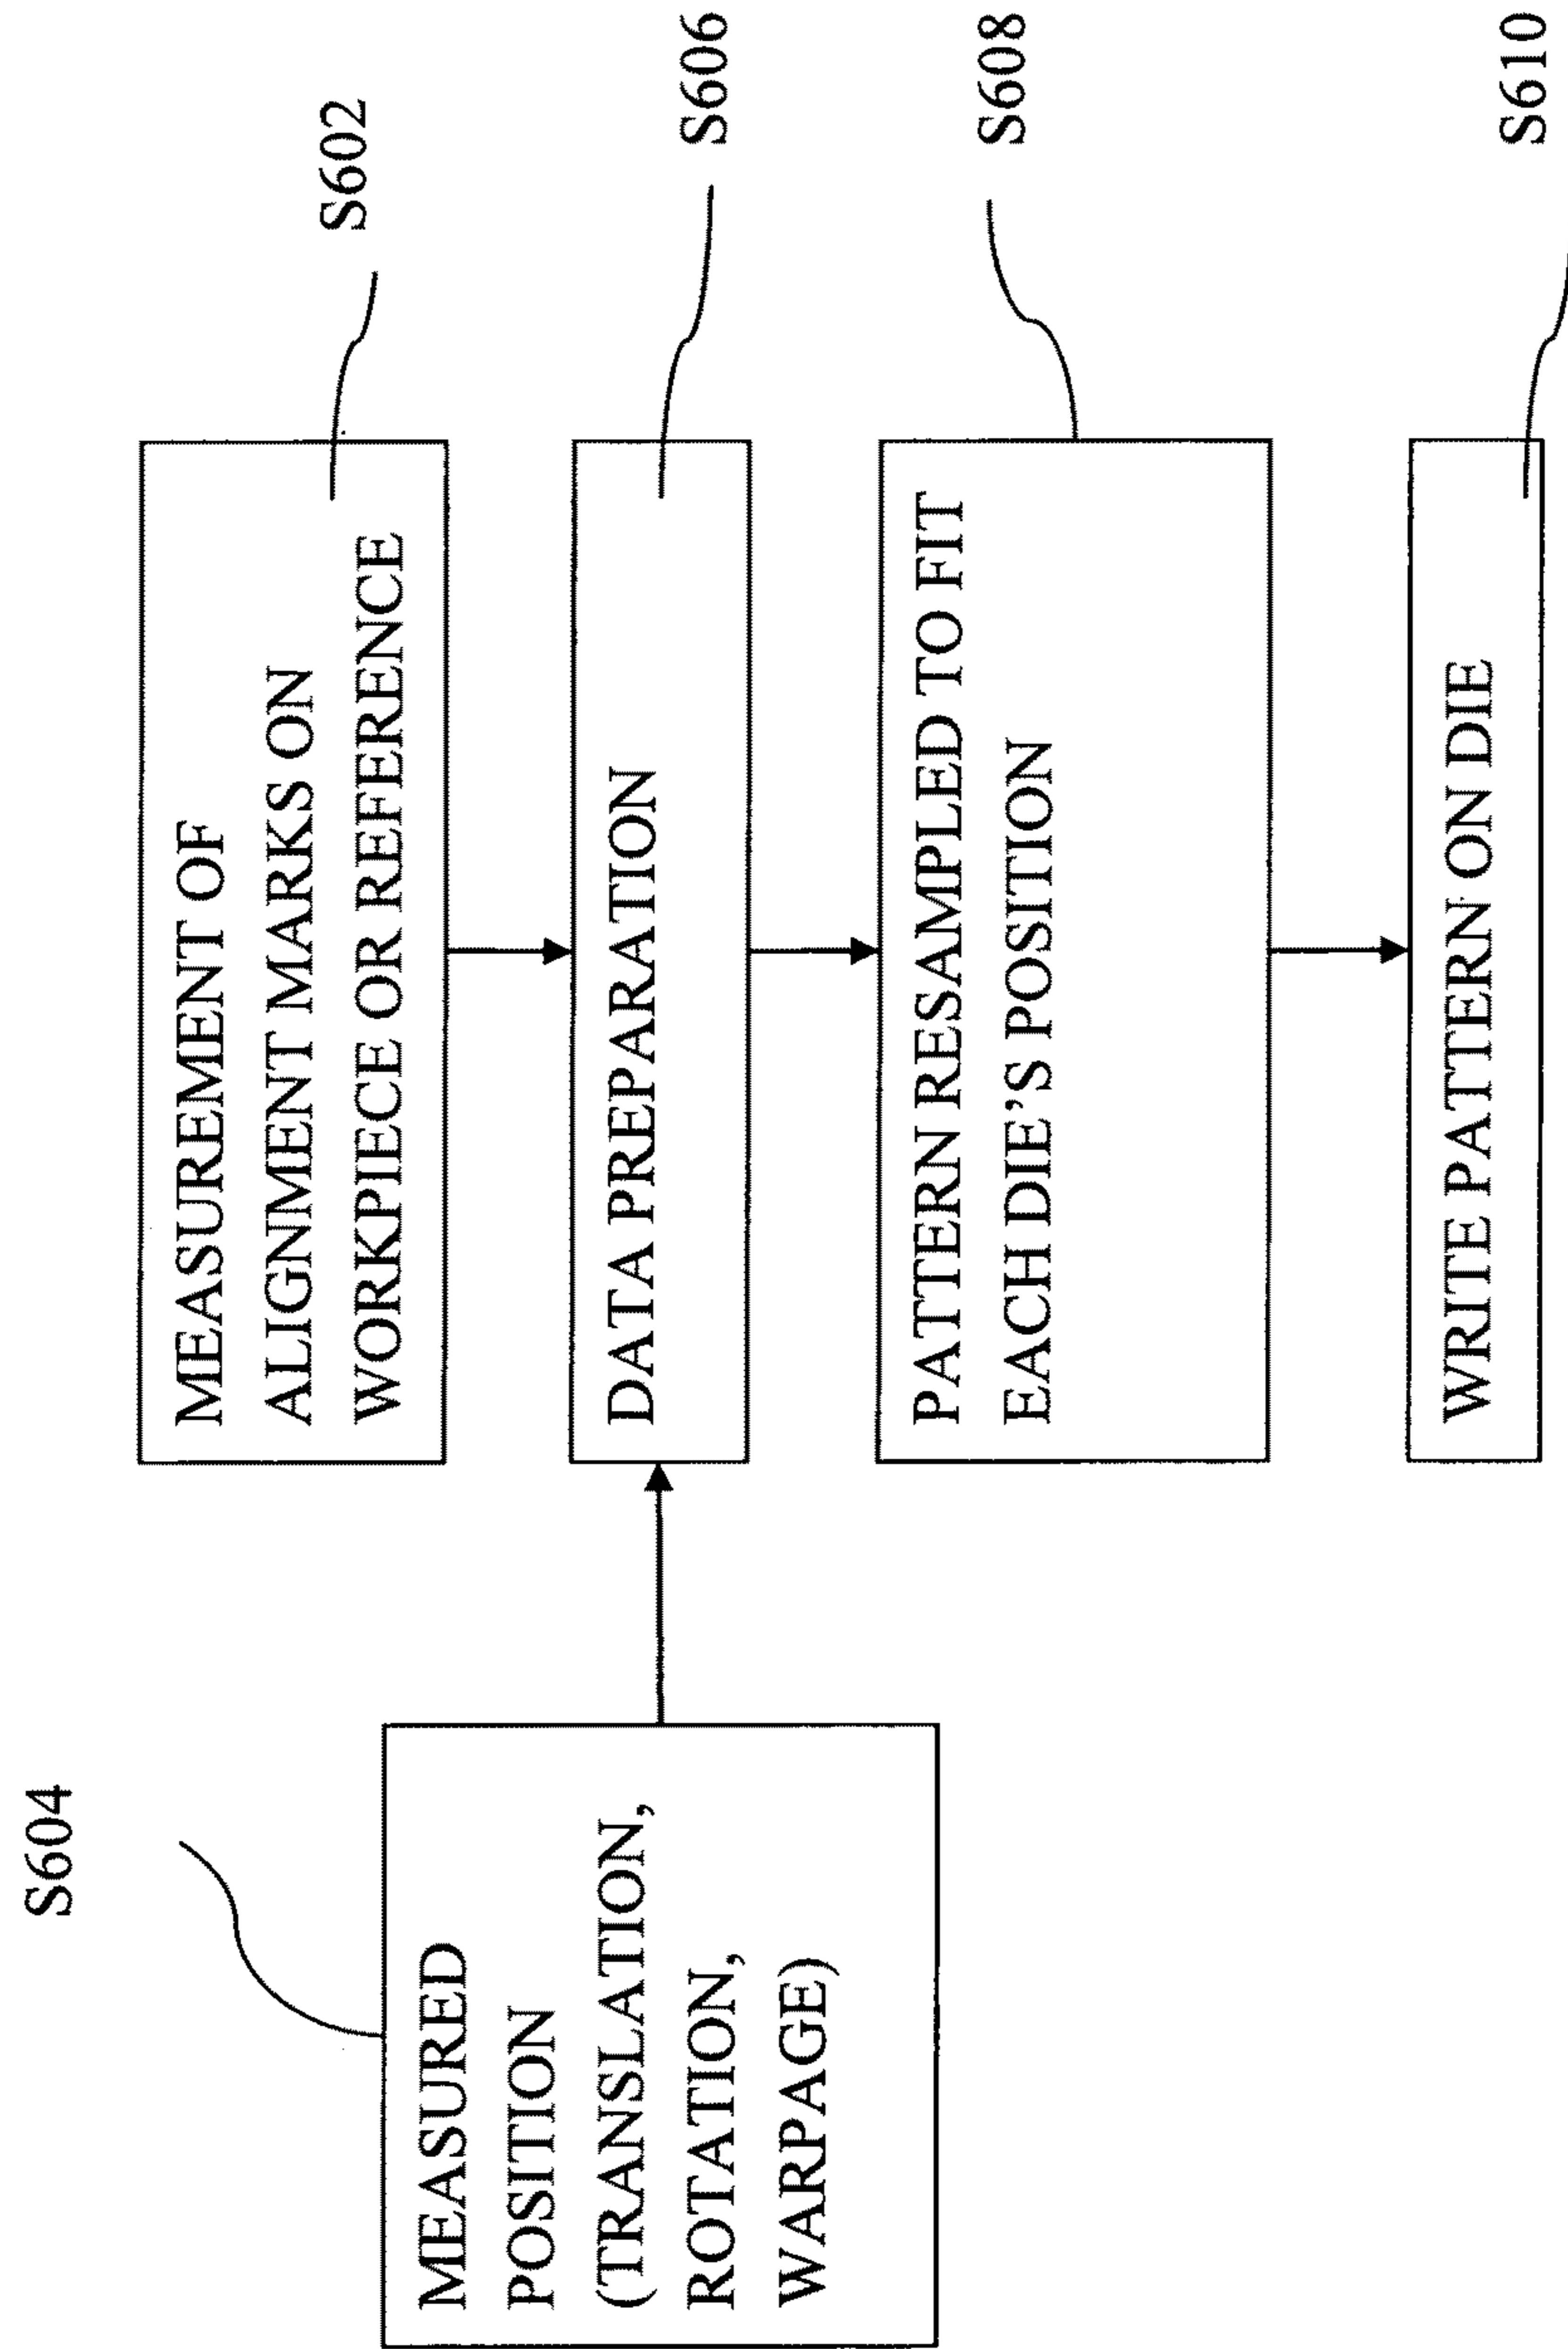 MEASUREMENT OF
ALIGNMENT MARKS ON
WORKPIECE OR REFERENCE
S602
S604
MEASURED
POSITION
(TRANSLATION,
ROTATION,
WARPAGE)
DATA PREPARATION
S606
PATTERN RESAMPLED TO FIT
EACH DIE'S POSITION
S608
WRITE PATTERN ON DIE
S610